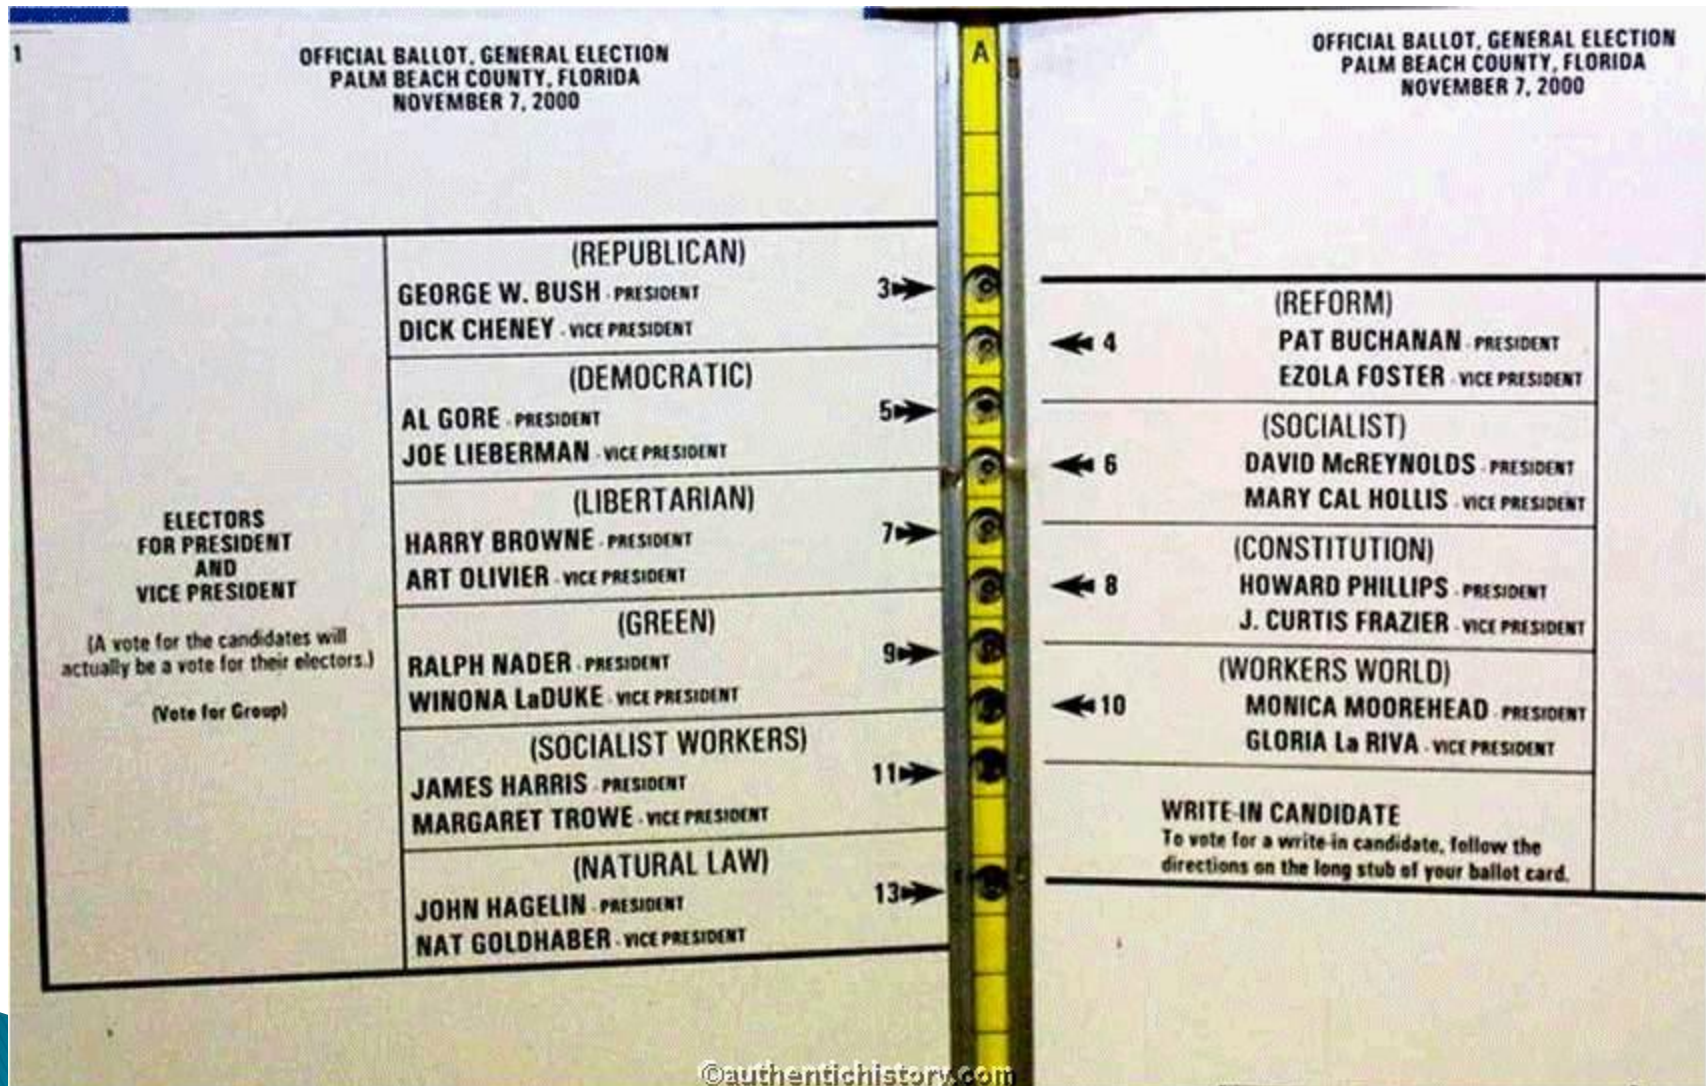 1
OFFICIAL BALLOT, GENERAL ELECTION
PALM BEACH COUNTY, FLORIDA
NOVEMBER 7, 2000
ELECTORS
FOR PRESIDENT
AND
VICE PRESIDENT
(A vote for the candidates will
actually be a vote for their electors.)
(Vote for Group)
(REPUBLICAN)
GEORGE W. BUSH - PRESIDENT 3
DICK CHENEY - VICE PRESIDENT
(DEMOCRATIC)
AL GORE - PRESIDENT 5
JOE LIEBERMAN - VICE PRESIDENT
(LIBERTARIAN)
HARRY BROWNE - PRESIDENT 7
ART OLIVIER - VICE PRESIDENT
(GREEN)
RALPH NADER - PRESIDENT 9
WINONA LaDUKE - VICE PRESIDENT
(SOCIALIST WORKERS)
JAMES HARRIS - PRESIDENT 11
MARGARET TROWE - VICE PRESIDENT
(NATURAL LAW)
JOHN HAGELIN - PRESIDENT 13
NAT GOLDHABER - VICE PRESIDENT
A
OFFICIAL BALLOT, GENERAL ELECTION
PALM BEACH COUNTY, FLORIDA
NOVEMBER 7, 2000
(REFORM)
4 PAT BUCHANAN - PRESIDENT
EZOLA FOSTER - VICE PRESIDENT
(SOCIALIST)
6 DAVID McREYNOLDS - PRESIDENT
MARY CAL HOLLIS - VICE PRESIDENT
(CONSTITUTION)
8 HOWARD PHILLIPS - PRESIDENT
J. CURTIS FRAZIER - VICE PRESIDENT
(WORKERS WORLD)
10 MONICA MOOREHEAD - PRESIDENT
GLORIA La RIVA - VICE PRESIDENT
WRITE-IN CANDIDATE
To vote for a write-in candidate, follow the
directions on the long stub of your ballot card.
©authentichistory.com